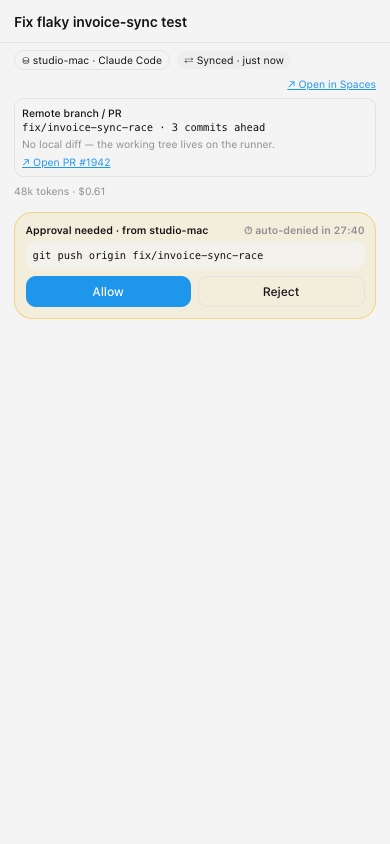 Fix flaky invoice-sync test
studio-mac · Claude Code
⇄ Synced · just now
↗ Open in Spaces
Remote branch / PR
fix/invoice-sync-race · 3 commits ahead
No local diff — the working tree lives on the runner.
↗ Open PR #1942
48k tokens · $0.61
Approval needed · from studio-mac
⏱ auto-denied in 27:40
git push origin fix/invoice-sync-race
Allow
Reject